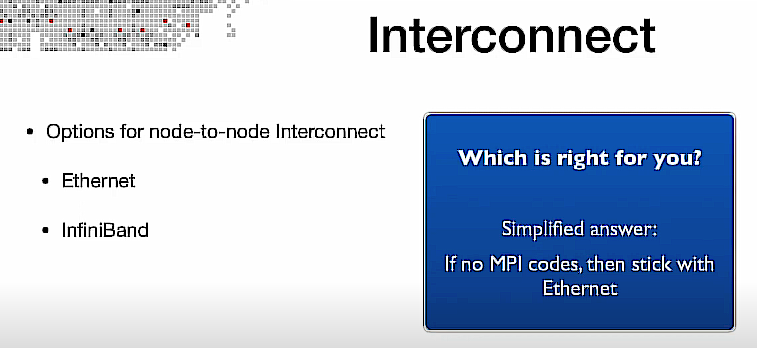 Interconnect
• Options for node-to-node Interconnect
• Ethernet
• InfiniBand
Which is right for you?
Simplified answer:
If no MPI codes, then stick with
Ethernet